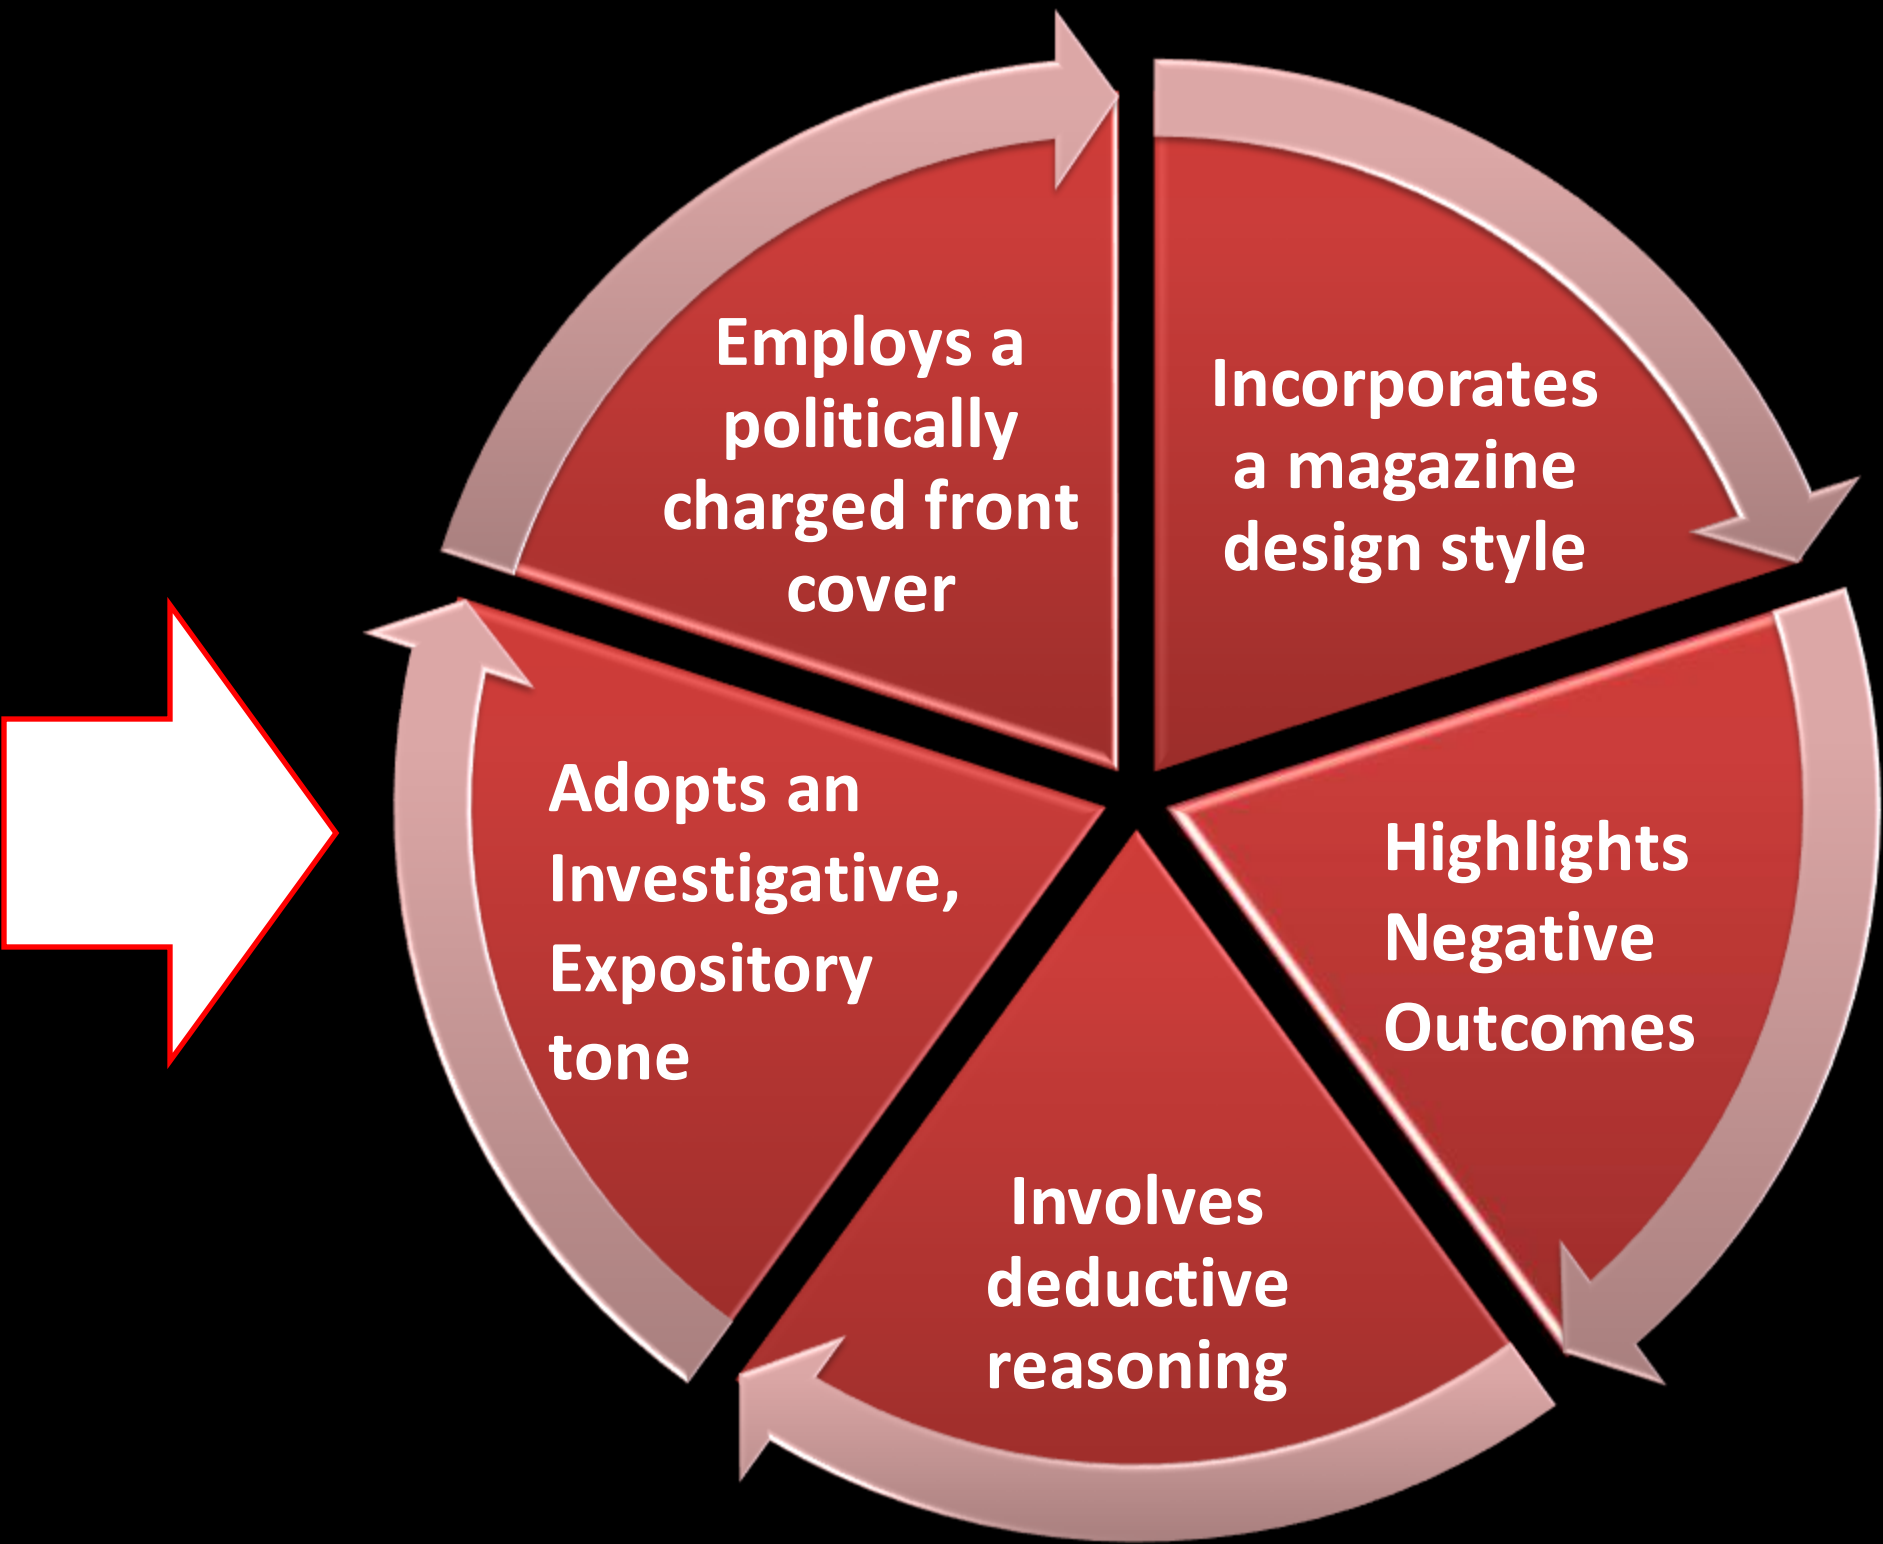 Employs a
politically
charged front
cover
Incorporates
a magazine
design style
Highlights
Negative
Outcomes
Involves
deductive
reasoning
Adopts an
Investigative,
Expository
tone